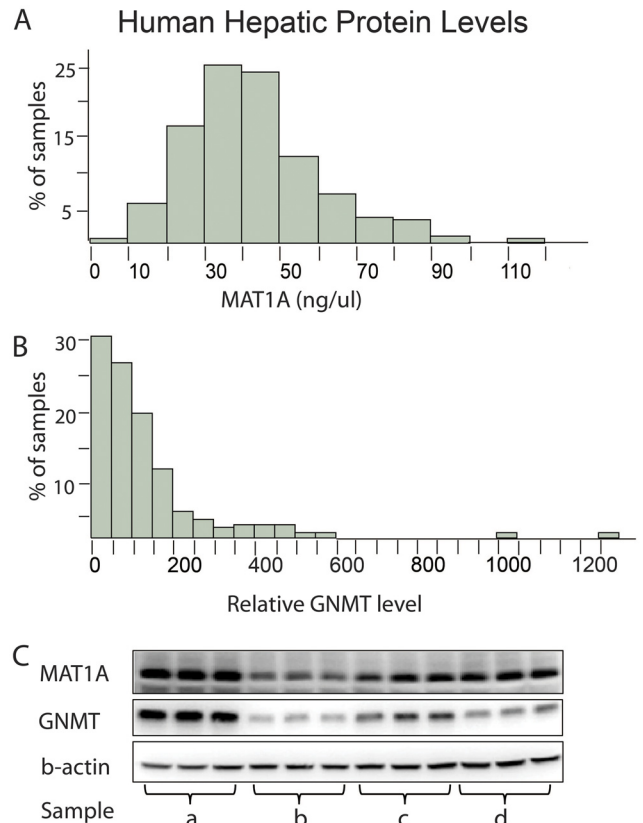 A Human Hepatic Protein Levels
% of samples
25
15
5
0 10 30 50 70 90 110
MAT1A (ng/ul)
B
% of samples
30
20
10
0 200 400 600 800 1000 1200
Relative GNMT level
C
MAT1A
GNMT
b-actin
Sample a b c d